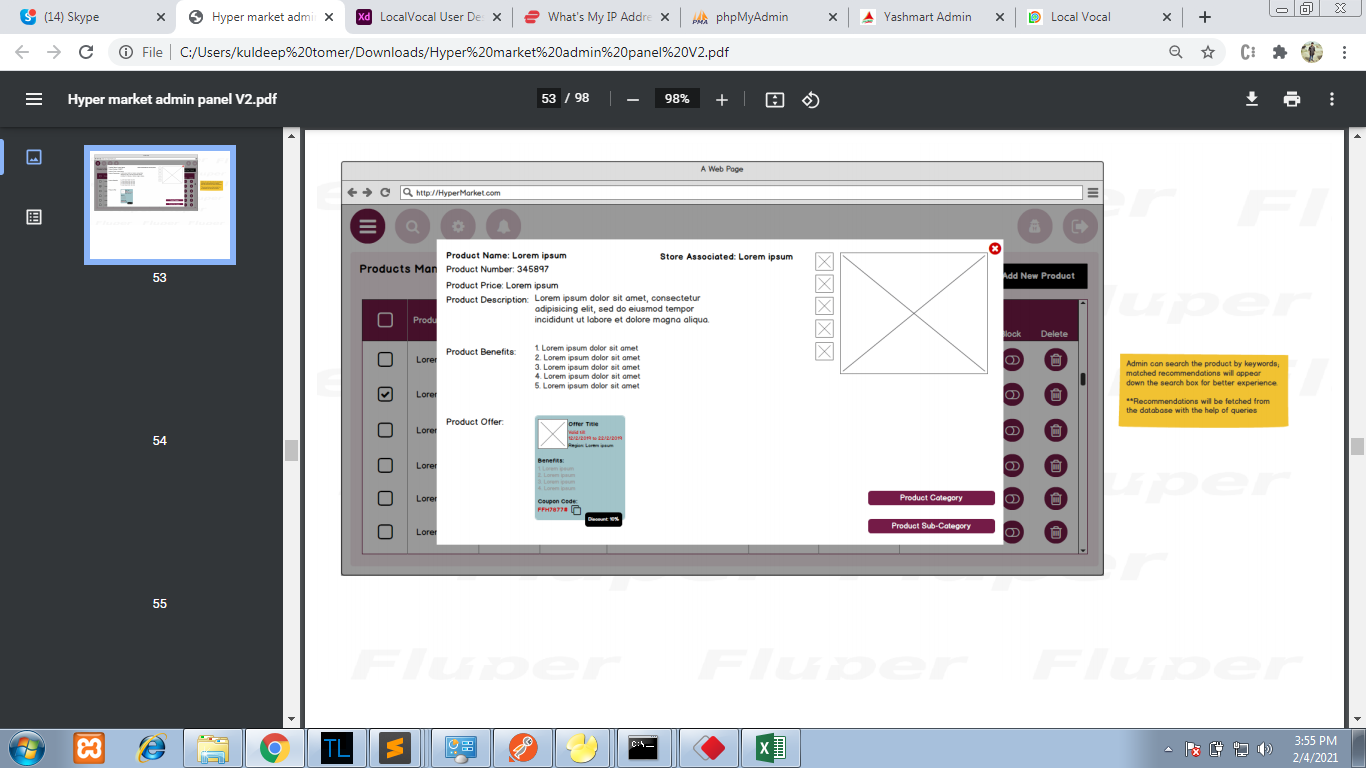 (14) Skype
Hyper market admi
LocalVocal User Des
What's My IP Addre
phpMyAdmin
Yashmart Admin
Local Vocal
File
C:/Users/kuldeep%20tomer/Downloads/Hyper%20market%20admin%20panel%20V2.pdf
Hyper market admin panel V2.pdf
53 / 98
98%
53
54
55
A Web Page
http://HyperMarket.com
Products Man
Add New Product
Produ
lock
Delete
Lorem
Lorem
Lorem
Lorem
Lorem
Lorem
Product Name: Lorem ipsum
Store Associated: Lorem ipsum
Product Number: 345897
Product Price: Lorem ipsum
Product Description:
Lorem ipsum dolor sit amet, consectetur
adipisicing elit, sed do eiusmod tempor
incididunt ut labore et dolore magna aliqua.
Product Benefits:
1. Lorem ipsum dolor sit amet
2. Lorem ipsum dolor sit amet
3. Lorem ipsum dolor sit amet
4. Lorem ipsum dolor sit amet
5. Lorem ipsum dolor sit amet
Product Offer:
Offer Title
Valid till
12/2/2019 to 22/2/2019
Region: Lorem ipsum
Benefits:
1. Lorem ipsum
2. Lorem ipsum
3. Lorem ipsum
4. Lorem ipsum
Coupon Code:
PPH7677#
Discount: 10%
Product Category
Product Sub-Category
Admin can search the product by keywords,
matched recommendations will appear
down the search box for better experience.
**Recommendations will be fetched from
the database with the help of queries
Fluper
Fluper
Fluper
Fluper
Fluper
Fluper
TL
3:55 PM
2/4/2021